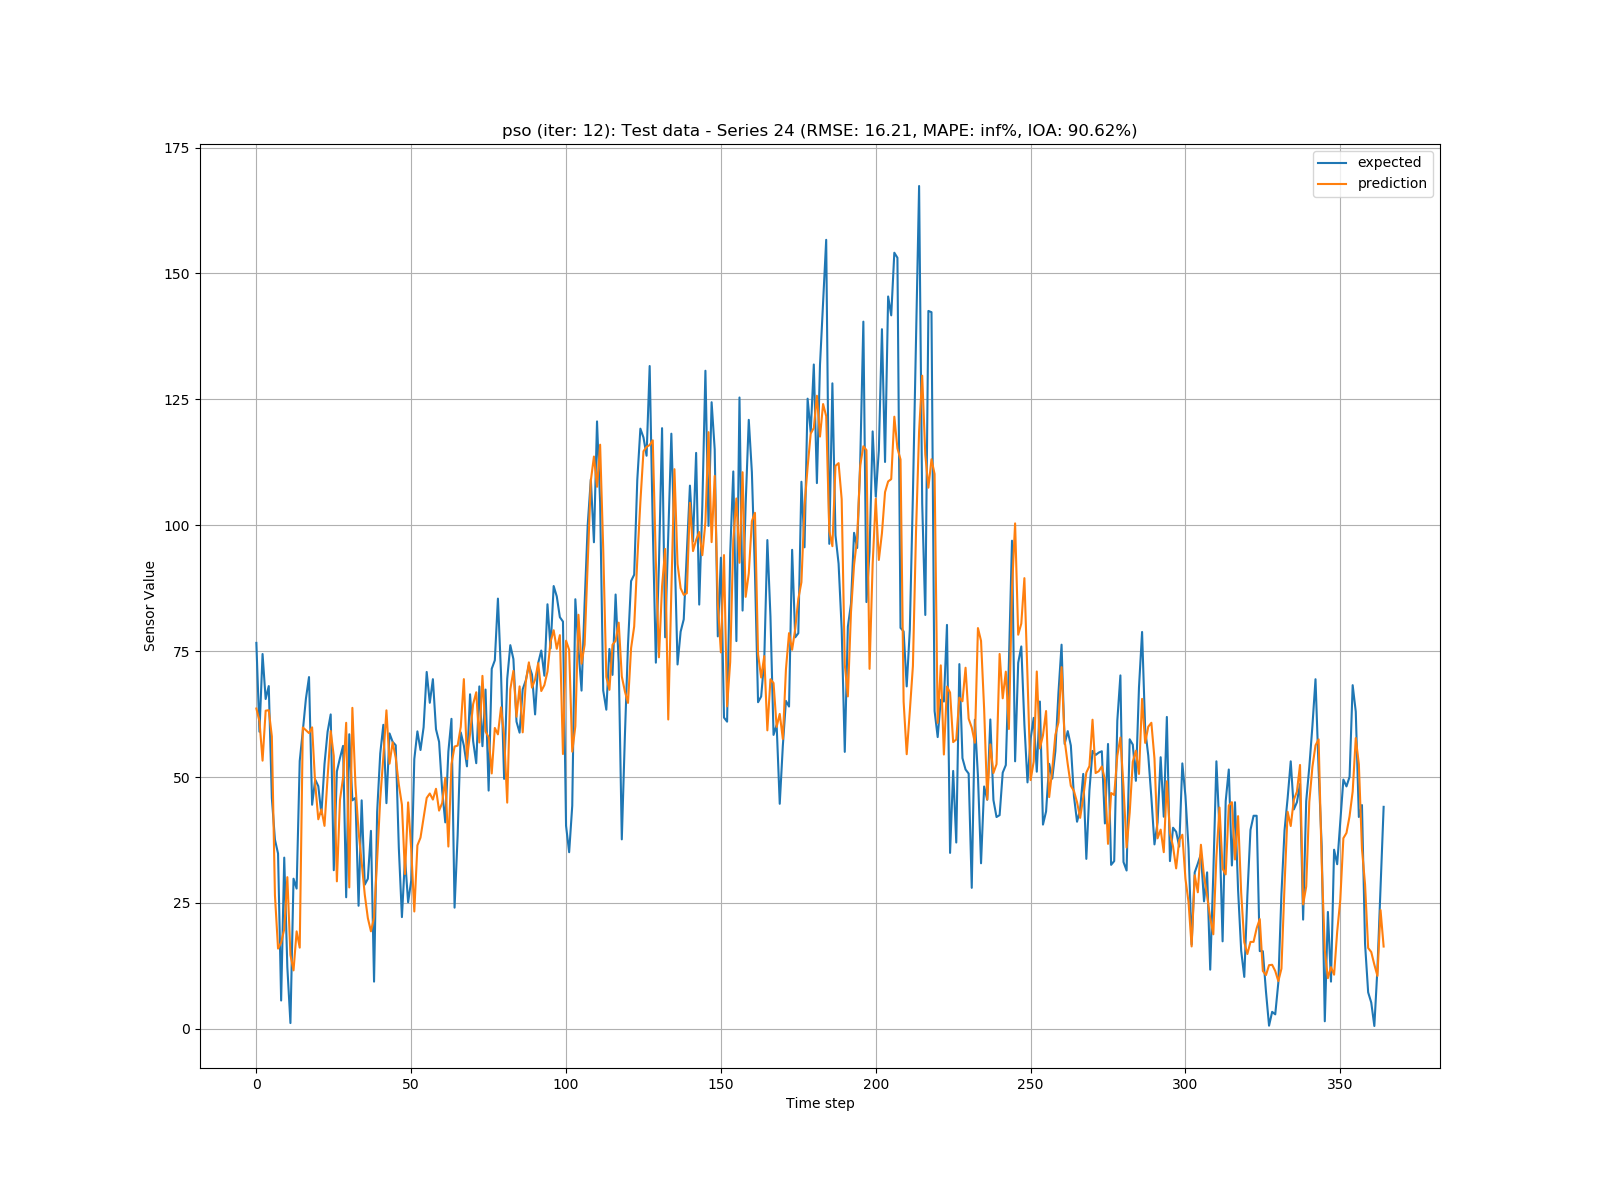 pso (iter: 12): Test data - Series 24 (RMSE: 16.21, MAPE: inf%, IOA: 90.62%)
expected
prediction
175
150
125
100
75
50
25
0
Sensor Value
0 50 100 150 200 250 300 350
Time step